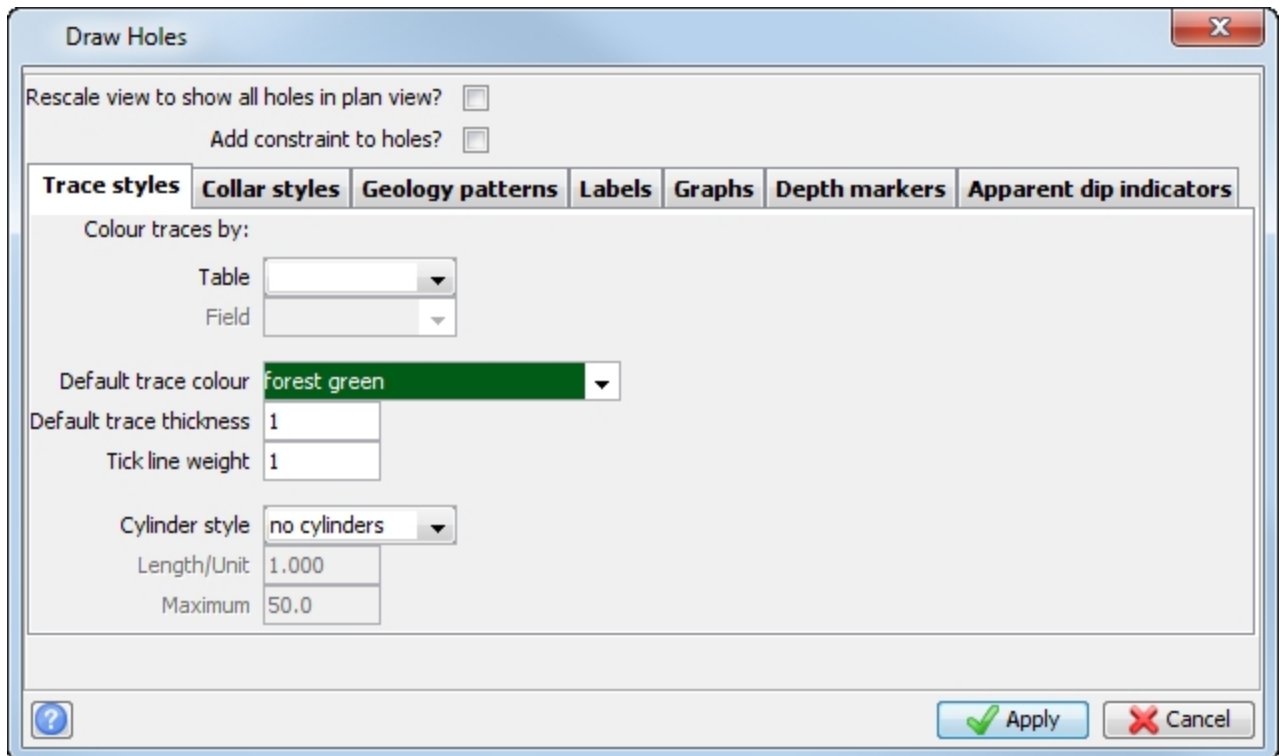 Draw Holes
Rescale view to show all holes in plan view?
Add constraint to holes?
Trace styles Collar styles Geology patterns Labels Graphs Depth markers Apparent dip indicators
Colour traces by:
Table
Field
Default trace colour forest green
Default trace thickness 1
Tick line weight 1
Cylinder style no cylinders
Length/Unit 1.000
Maximum 50.0
? Apply Cancel